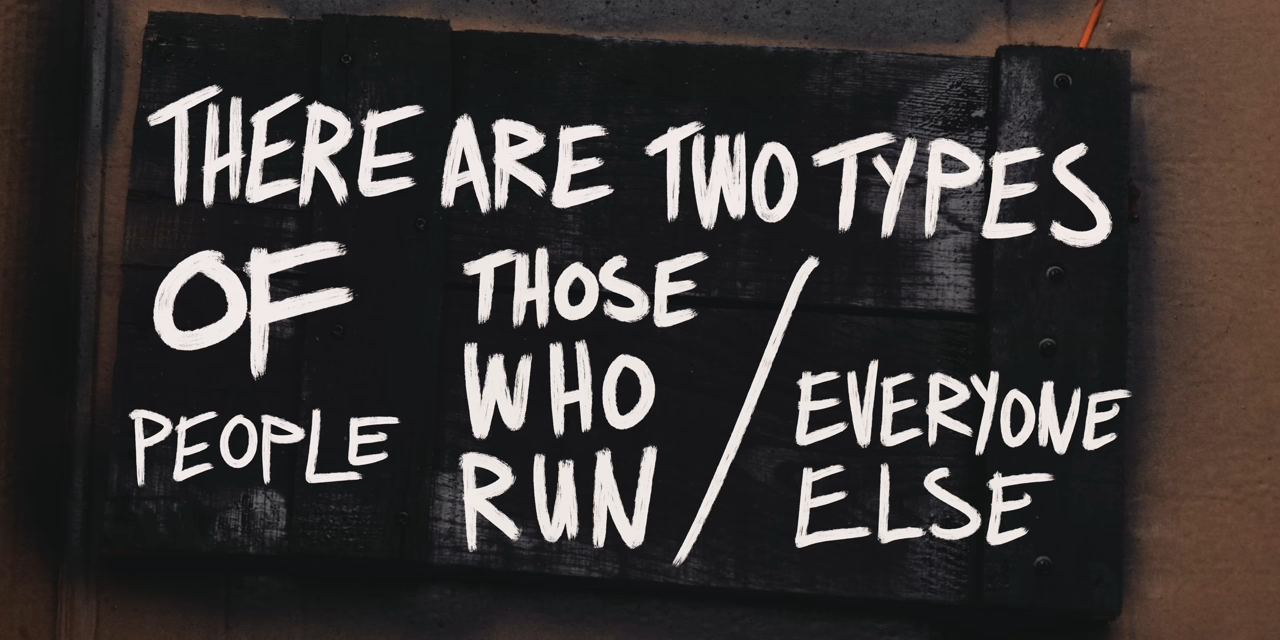 THERE ARE TWO TYPES
OF
PEOPLE
THOSE
WHO
RUN
/
EVERYONE
ELSE